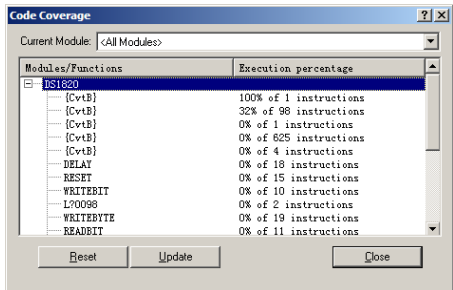 Code Coverage
Current Module: <All Modules>
Modules/Functions Execution percentage
DS1820
{CvtB} 100% of 1 instructions
{CvtB} 32% of 98 instructions
{CvtB} 0% of 1 instructions
{CvtB} 0% of 625 instructions
{CvtB} 0% of 4 instructions
DELAY 0% of 18 instructions
RESET 0% of 15 instructions
WRITEBIT 0% of 10 instructions
L?0098 0% of 2 instructions
WRITEBYTE 0% of 19 instructions
READBIT 0% of 11 instructions
Reset Update Close